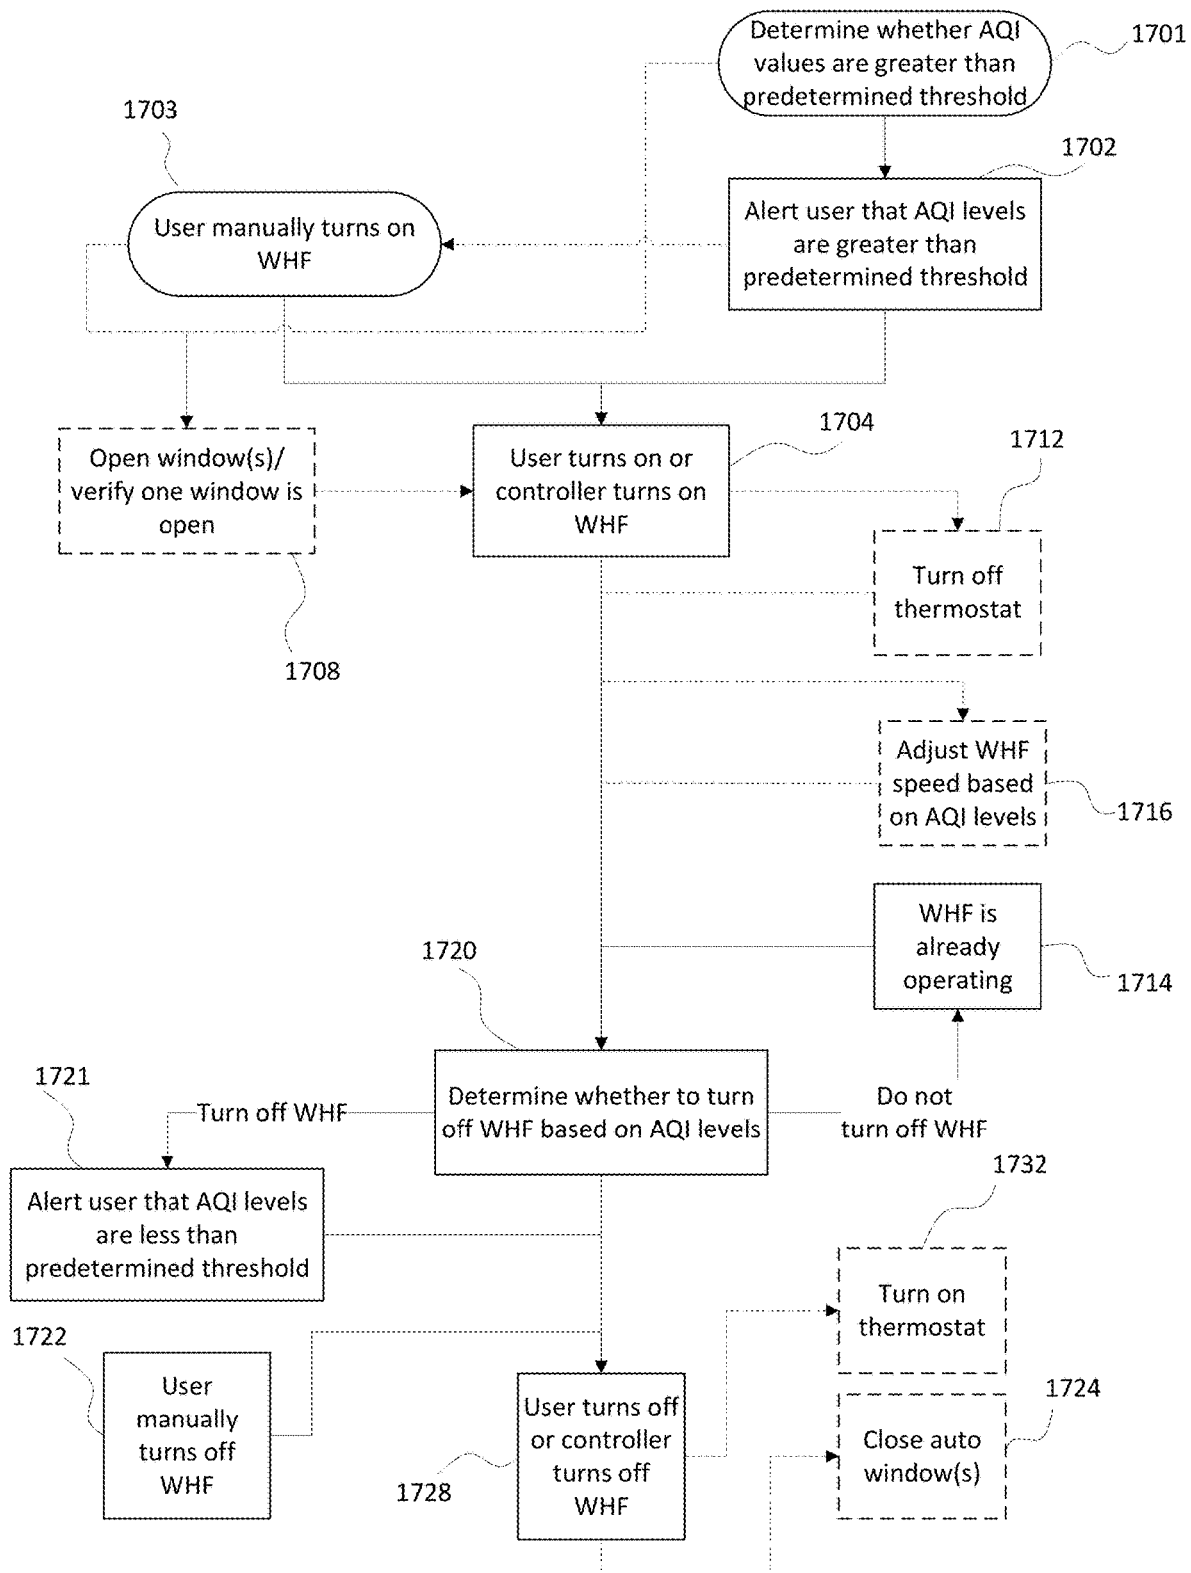 Determine whether AQI
values are greater than
predetermined threshold
1701
1703
1702
User manually turns on
WHF
Alert user that AQI levels
are greater than
predetermined threshold
1704
1712
Open window(s)/
verify one window is
open
User turns on or
controller turns on
WHF
Turn off
thermostat
1708
Adjust WHF
speed based
on AQI levels
1716
WHF is
already
operating
1714
1720
1721
Turn off WHF
Determine whether to turn
off WHF based on AQI levels
Do not
turn off WHF
1732
Alert user that AQI levels
are less than
predetermined threshold
Turn on
thermostat
1722
User
manually
turns off
WHF
User turns off
or controller
turns off
WHF
1728
1724
Close auto
window(s)